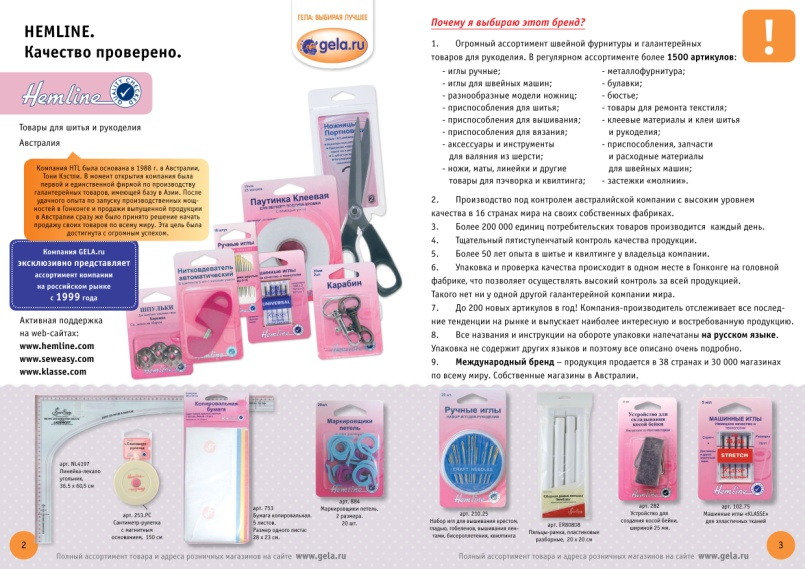 HEMLINE.
Качество проверено.
ГЕЛА: ВЫБИРАЯ ЛУЧШЕЕ
gela.ru
Hemline
QUALITY CHECKED
Товары для шитья и рукоделия
Австралия
Компания HTL была основана в 1988 г. в Австралии,
Тони Кэстли. В момент открытия компания была
первой и единственной фирмой по производству
галантерейных товаров, имеющей базу в Азии. После
удачного опыта по запуску производственных мощ-
ностей в Гонконге и продажи выпущенной продукции
в Австралии сразу же было принято решение начать
продажу своих товаров по всему миру. Эта цель была
достигнута с огромным успехом.
Компания GELA.ru
эксклюзивно представляет
ассортимент компании
на российском рынке
с 1999 года
Активная поддержка
на web-сайтах:
www.hemline.com
www.seweasy.com
www.klasse.com
Ножницы
Портновские
Паутинка Клеевая
Ручные иглы
Нитковдеватель
автоматический
МАШИННЫЕ ИГЛЫ
UNIVERSAL
Карабин
ШПУЛЬКИ
Hemline
Hemline
Почему я выбираю этот бренд?
!
1. Огромный ассортимент швейной фурнитуры и галантерейных
товаров для рукоделия. В регулярном ассортименте более 1500 артикулов:
- иглы ручные;
- иглы для швейных машин;
- разнообразные модели ножниц;
- приспособления для шитья;
- приспособления для вышивания;
- приспособления для вязания;
- аксессуары и инструменты
для валяния из шерсти;
- ножи, маты, линейки и другие
товары для пэчворка и квилтинга;
- металлофурнитура;
- булавки;
- бюстье;
- товары для ремонта текстиля;
- клеевые материалы и клеи шитья
и рукоделия;
- приспособления, запчасти
и расходные материалы
для швейных машин;
- застежки «молнии».
2. Производство под контролем австралийской компании с высоким уровнем
качества в 16 странах мира на своих собственных фабриках.
3. Более 200 000 единиц потребительских товаров производится каждый день.
4. Тщательный пятиступенчатый контроль качества продукции.
5. Более 50 лет опыта в шитье и квилтинге у владельца компании.
6. Упаковка и проверка качества происходит в одном месте в Гонконге на головной
фабрике, что позволяет осуществлять высокий контроль за всей продукцией.
Такого нет ни у одной другой галантерейной компании мира.
7. До 200 новых артикулов в год! Компания-производитель отслеживает все послед-
ние тенденции на рынке и выпускает наиболее интересную и востребованную продукцию.
8. Все названия и инструкции на обороте упаковки напечатаны на русском языке.
Упаковка не содержит других языков и поэтому все описано очень подробно.
9. Международный бренд – продукция продается в 38 странах и 30 000 магазинах
по всему миру. Собственные магазины в Австралии.
арт. NL4197
Линейка-лекало
угольник,
36,5 х 60,5 см
арт. 253.PC
Сантиметр-рулетка
с магнитным
основанием, 150 см
Копировальная
бумага
арт. 753
Бумага копировальная,
5 листов.
Размер одного листа:
28 х 23 см.
Маркировщики
петель
Hemline
арт. 884
Маркировщики петель,
2 размера.
20 шт.
Ручные иглы
CRAFT NEEDLES
Hemline
арт. 210.25
Набор игл для вышивания крестом,
гладью, гобеленов, вышивания лен-
тами, бисероплетения, квилтинга
арт. ER80808
Пяльцы-рамка, пластиковые
разборные, 20 х 20 см
Устройство для
складывания
косой бейки
Hemline
арт. 282
Устройство для
создания косой бейки,
шириной 25 мм.
МАШИННЫЕ ИГЛЫ
STRETCH
Hemline
арт. 102.75
Машинные иглы «KLASSE»
для эластичных тканей
2
Полный ассортимент товара и адреса розничных магазинов на сайте www.gela.ru
Полный ассортимент товара и адреса розничных магазинов на сайте www.gela.ru
3